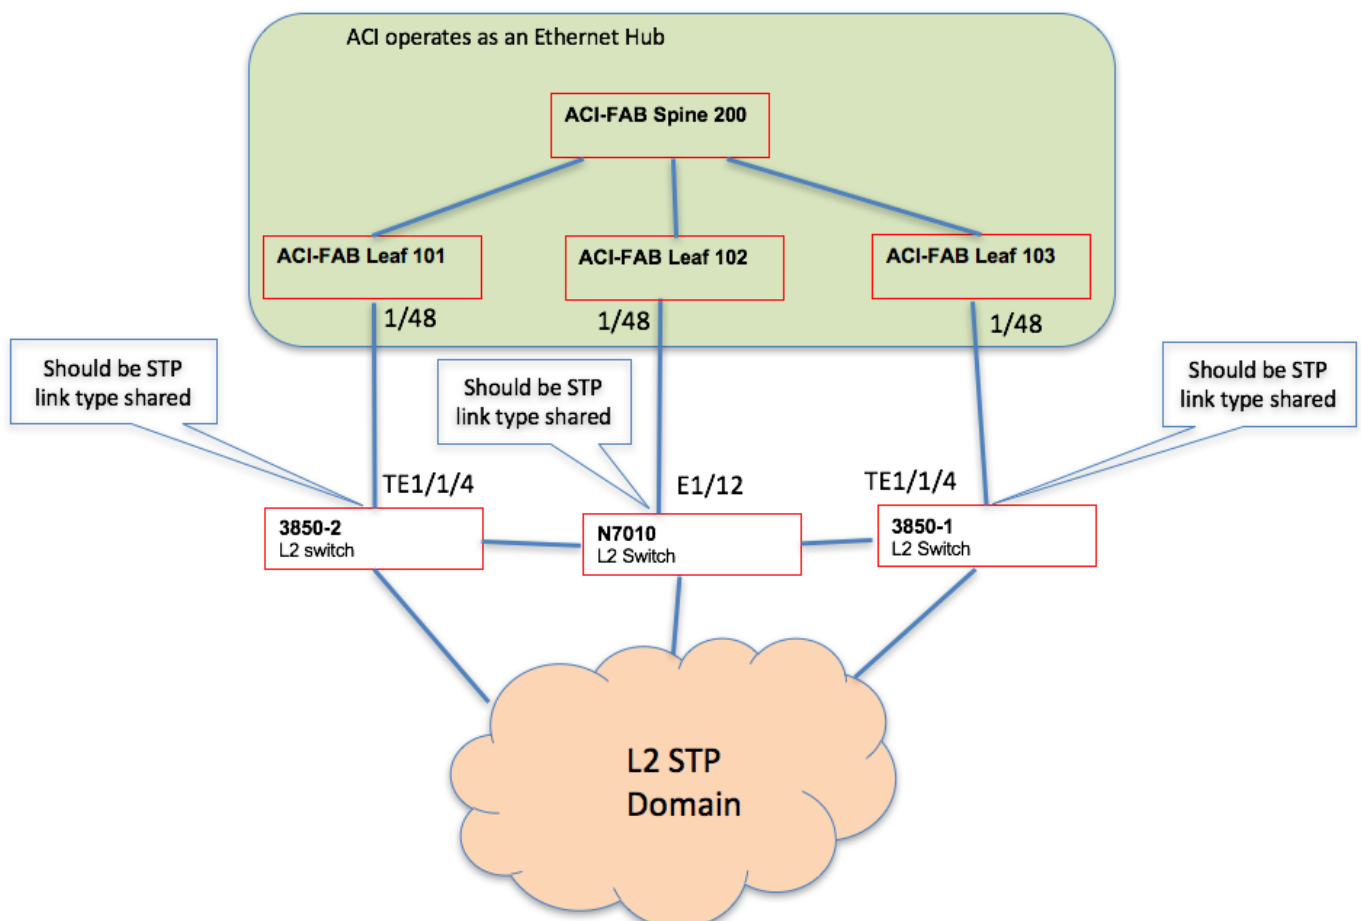 ACI operates as an Ethernet Hub
ACI-FAB Spine 200
ACI-FAB Leaf 101
ACI-FAB Leaf 102
ACI-FAB Leaf 103
1/48
1/48
1/48
Should be STP
link type shared
Should be STP
link type shared
Should be STP
link type shared
TE1/1/4
E1/12
TE1/1/4
3850-2
L2 switch
N7010
L2 Switch
3850-1
L2 Switch
L2 STP
Domain